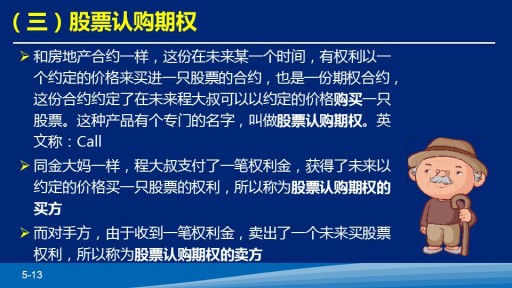 （三）股票认购期权
和房地产合约一样，这份在未来某一个时间，有权利以一
个约定的价格来买进一只股票的合约，也是一份期权合约，
这份合约约定了在未来程大叔可以以约定的价格购买一只
股票。这种产品有个专门的名字，叫做股票认购期权。英
文称：Call
同金大妈一样，程大叔支付了一笔权利金，获得了未来以
约定的价格买一只股票的权利，所以称为股票认购期权的
买方
而对手方，由于收到一笔权利金，卖出了一个未来买股票
权利，所以称为股票认购期权的卖方
5-13